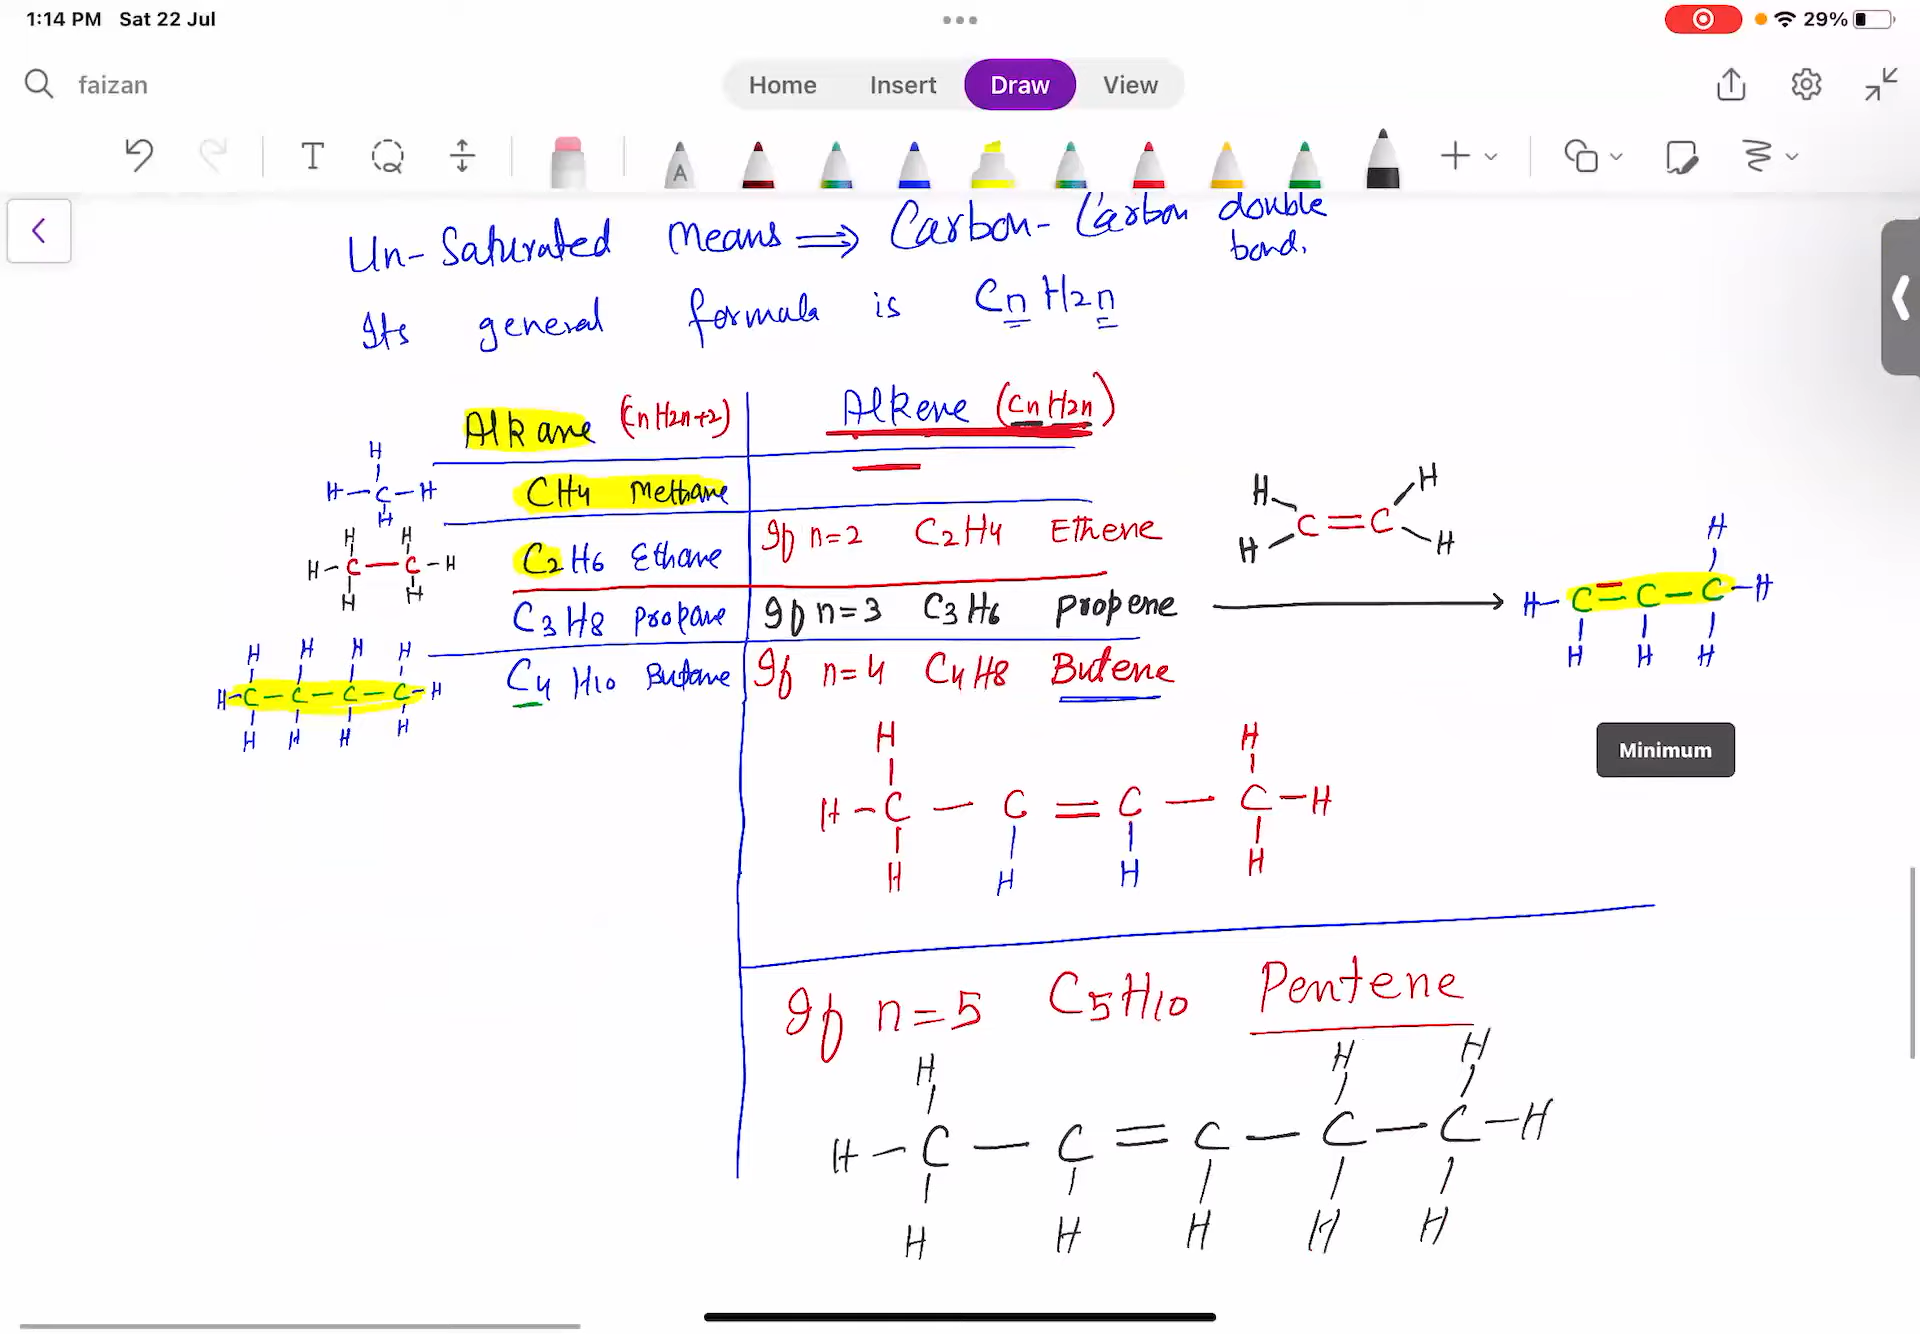 1:14 PM Sat 22 Jul
29%
faizan
Home Insert Draw View
T
A
Un-Saturated means ⇒ Carbon-Carbon double bond.
Its general formula is CnH2n
Alkane (CnH2n+2) Alkene (CnH2n)
CH4 Methane
C2H6 Ethane If n=2 C2H4 Ethene
C3H8 Propane If n=3 C3H6 propene
C4H10 Butane If n=4 C4H8 Butene
H
H-C-H
H
H H
H-C-C-H
H H
H H H H
H-C-C-C-C-H
H H H H
H H
C=C
H H
H
H-C=C-C-H
H H H
Minimum
H H
H-C-C=C-C-H
H H H H
If n=5 C5H10 Pentene
H H H
H-C-C=C-C-C-H
H H H H H